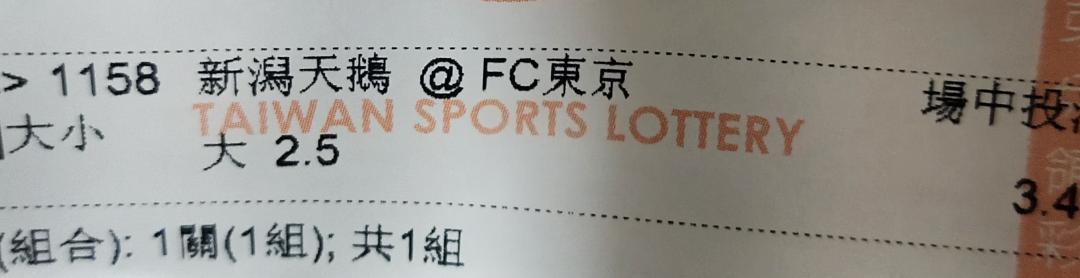 > 1158 新潟天鵝 @ FC東京
場中投
TAIWAN SPORTS LOTTERY
大小
大 2.5
3.4
(組合): 1關(1組); 共1組